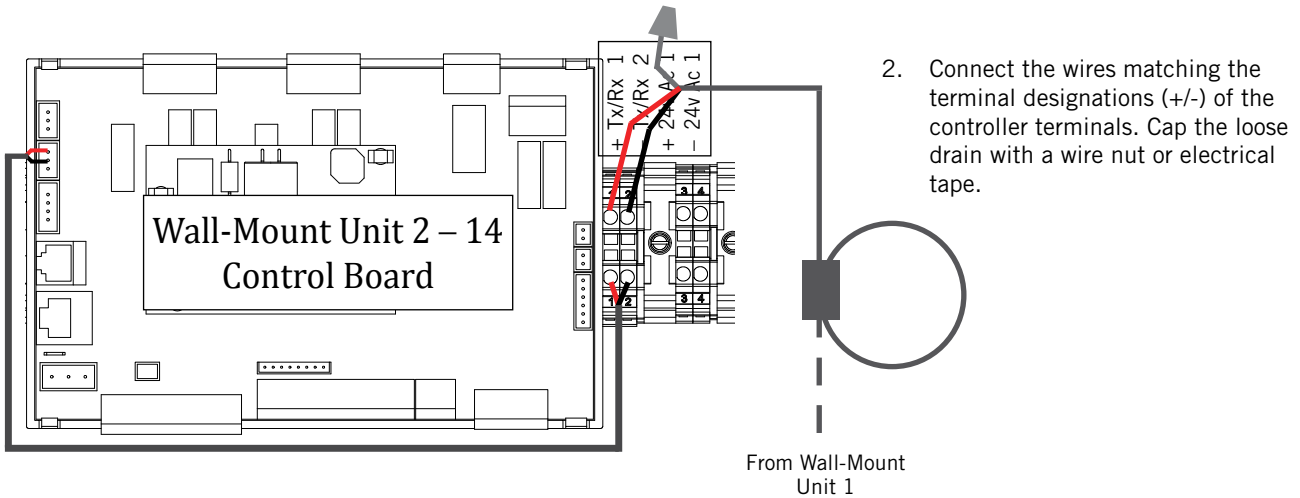 + Tx/Rx 1
- Tx/Rx 2
+ 24v Ac 1
- 24v Ac 1
2. Connect the wires matching the
terminal designations (+/-) of the
controller terminals. Cap the loose
drain with a wire nut or electrical
tape.
1 2 3 4
Wall-Mount Unit 2 – 14
Control Board
1 2 3 4
From Wall-Mount
Unit 1